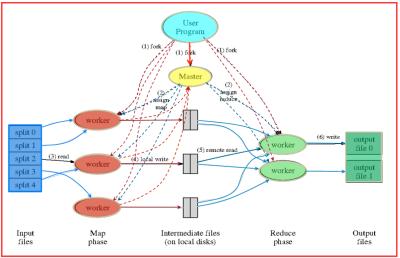 User
Program
(1) fork
(1) fork
(1) fork
Master
(2)
assign
map
(2)
assign
reduce
worker
split 0
split 1
split 2
split 3
split 4
(3) read
worker
(4) local write
(5) remote read
worker
(6) write
output
file 0
worker
output
file 1
worker
Input
files
Map
phase
Intermediate files
(on local disks)
Reduce
phase
Output
files